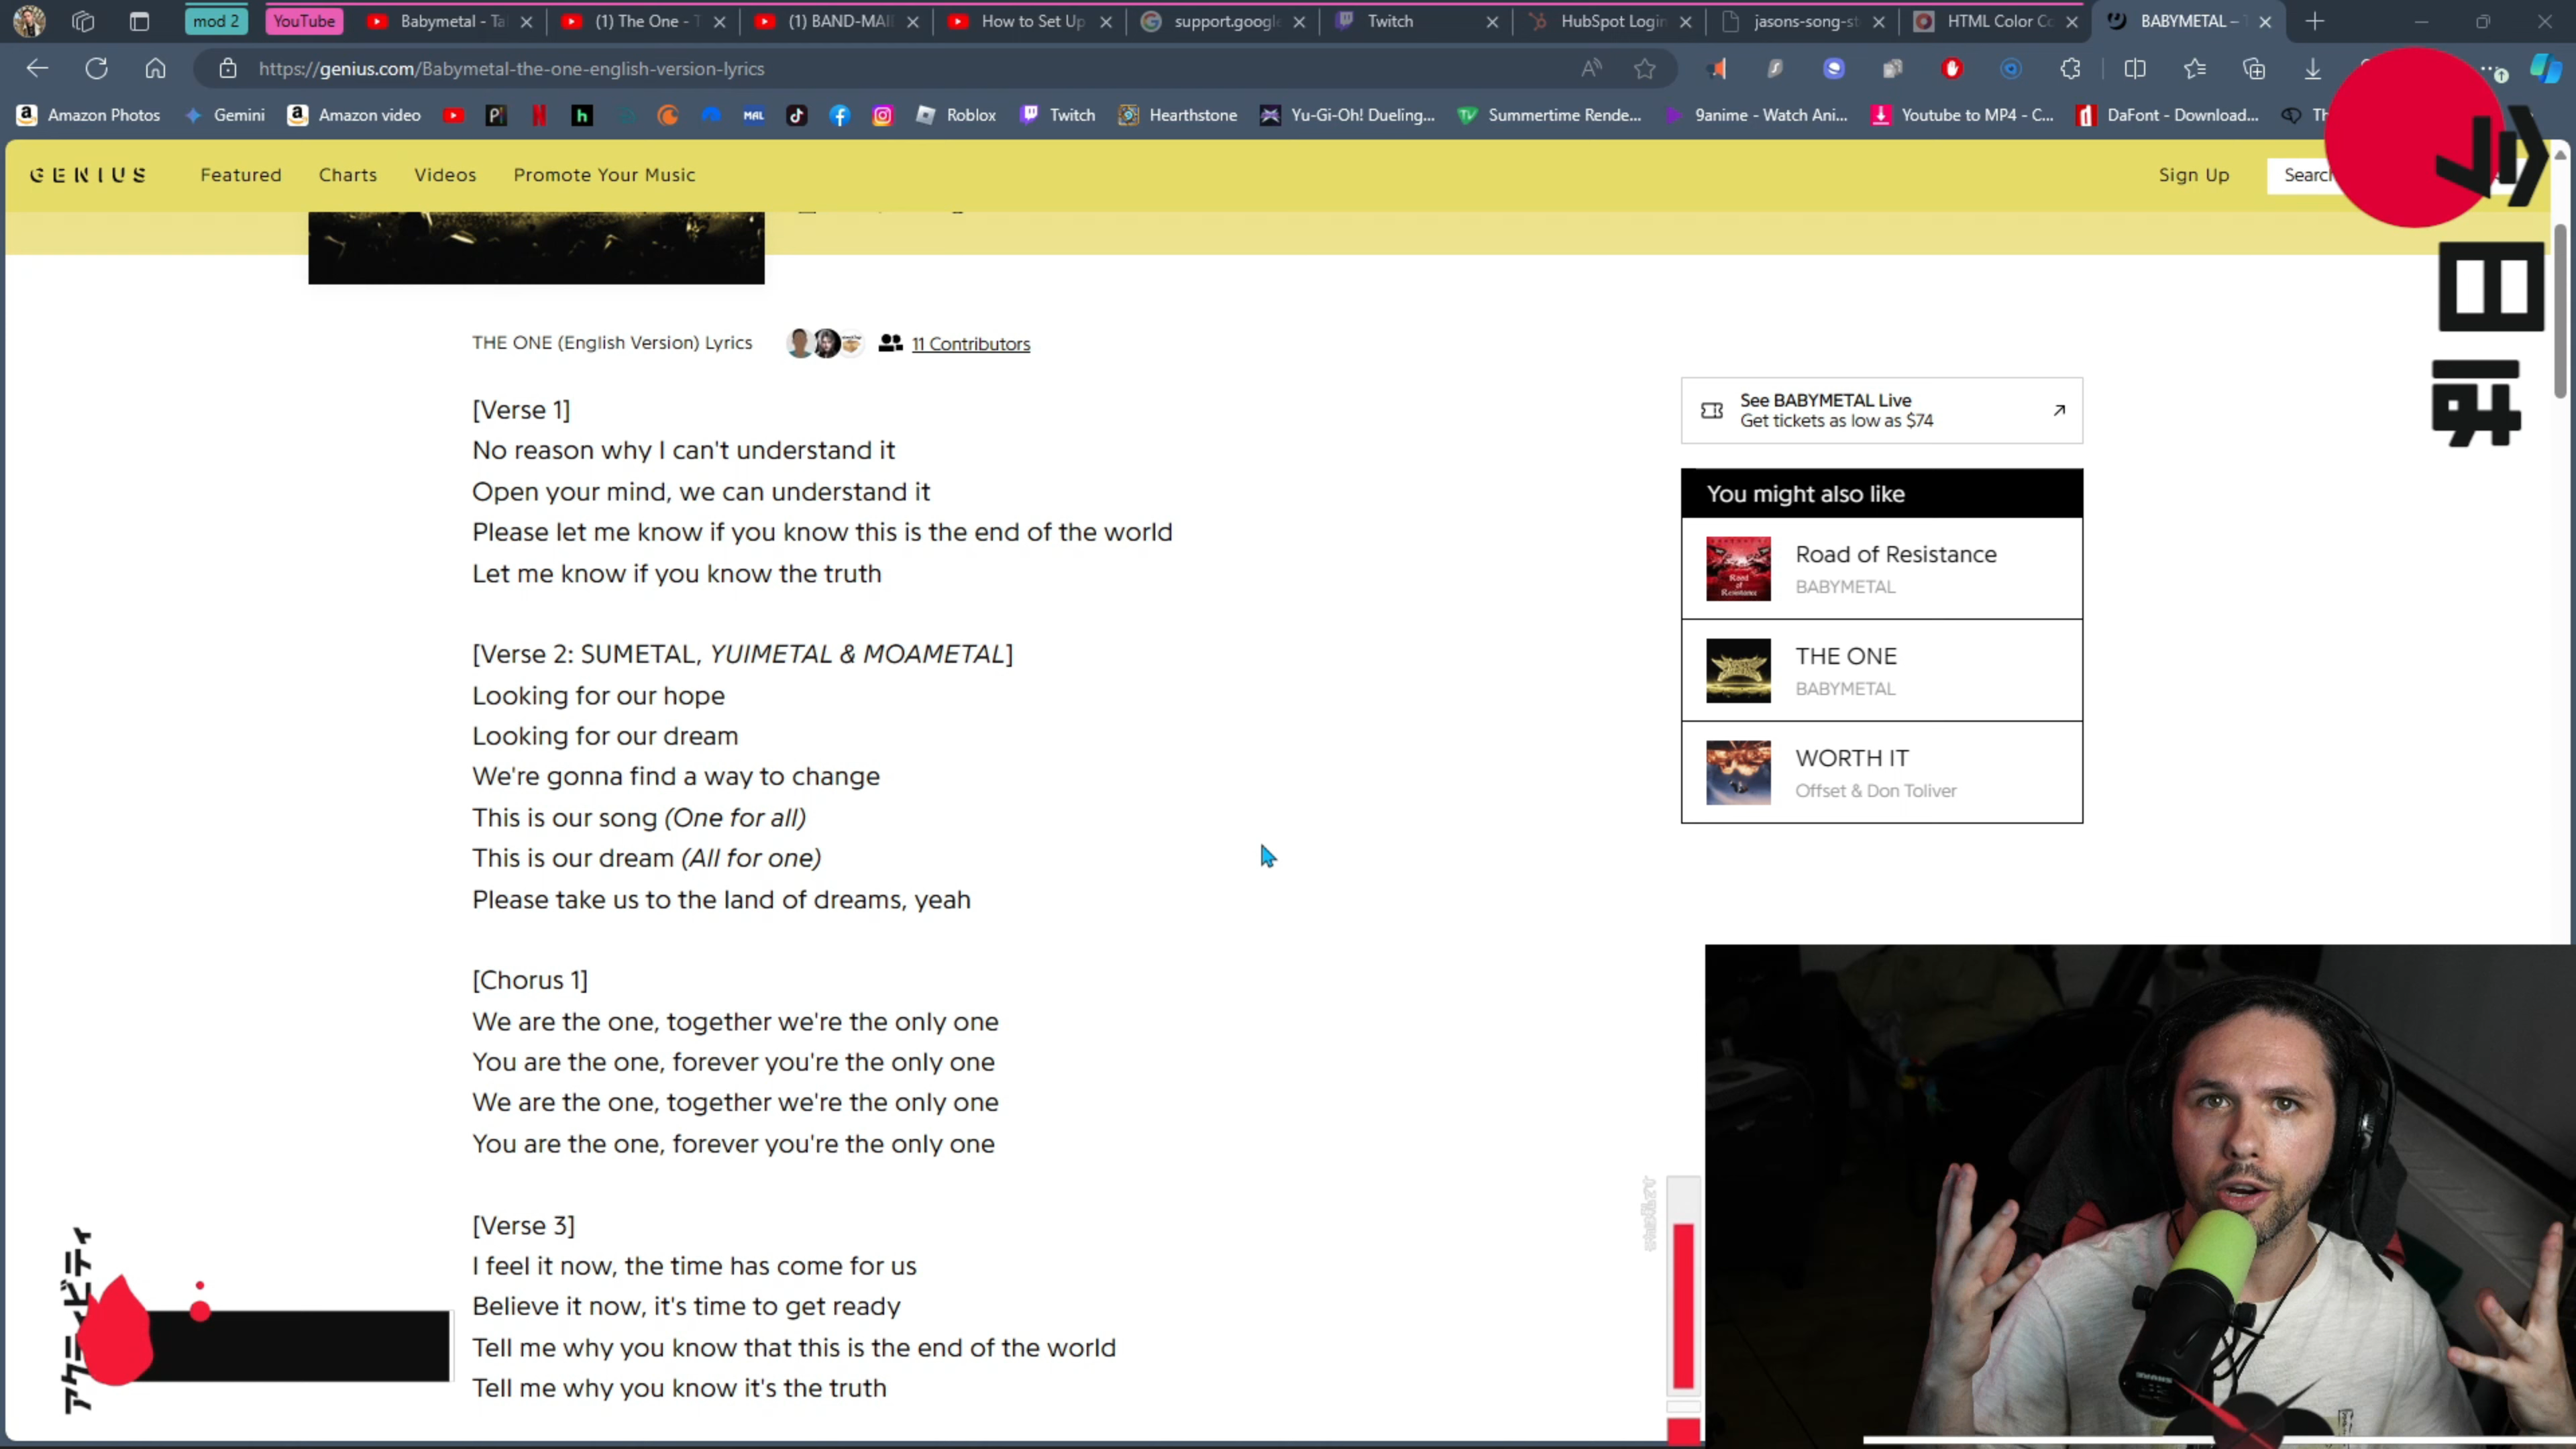 mod 2
YouTube
Babymetal - Ta
(1) The One - T
(1) BAND-MAI
How to Set Up
support.google
Twitch
HubSpot Login
jasons-song-st
HTML Color Co
BABYMETAL –
https://genius.com/Babymetal-the-one-english-version-lyrics
Amazon Photos
Gemini
Amazon video
MAL
Roblox
Twitch
Hearthstone
Yu-Gi-Oh! Dueling...
Summertime Rende...
9anime - Watch Ani...
Youtube to MP4 - C...
DaFont - Download...
GENIUS
Featured
Charts
Videos
Promote Your Music
Sign Up
Search
THE ONE (English Version) Lyrics
11 Contributors
[Verse 1]
No reason why I can't understand it
Open your mind, we can understand it
Please let me know if you know this is the end of the world
Let me know if you know the truth
[Verse 2: SUMETAL, YUIMETAL & MOAMETAL]
Looking for our hope
Looking for our dream
We're gonna find a way to change
This is our song (One for all)
This is our dream (All for one)
Please take us to the land of dreams, yeah
[Chorus 1]
We are the one, together we're the only one
You are the one, forever you're the only one
We are the one, together we're the only one
You are the one, forever you're the only one
[Verse 3]
I feel it now, the time has come for us
Believe it now, it's time to get ready
Tell me why you know that this is the end of the world
Tell me why you know it's the truth
See BABYMETAL Live
Get tickets as low as $74
You might also like
Road of Resistance
BABYMETAL
THE ONE
BABYMETAL
WORTH IT
Offset & Don Toliver
アクティビティ